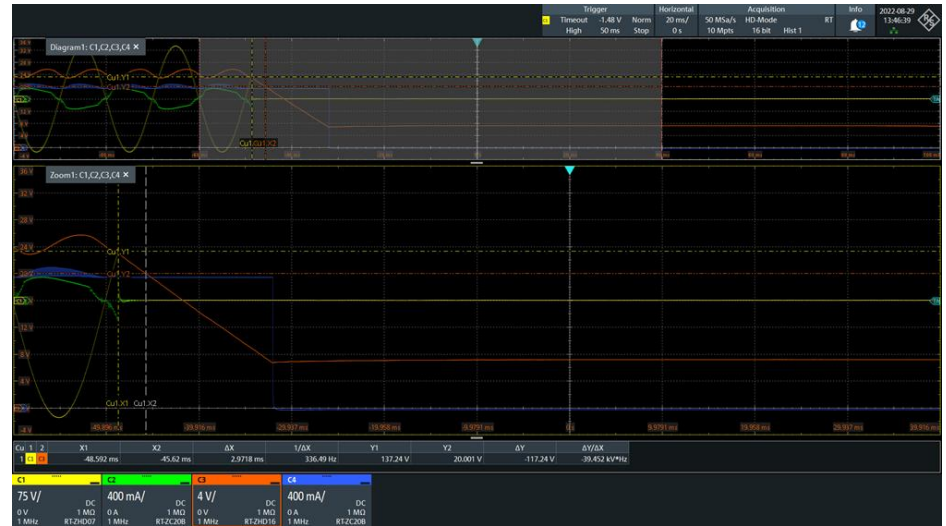 Trigger Horizontal Acquisition Info 2022-08-29
Timeout -1.48 V Norm 20 ms/ 50 MSa/s HD-Mode RT 13:46:39
High 50 ms Stop 0 s 10 Mpts 16 bit Hist 1 12
Diagram1: C1,C2,C3,C4 ×
Cu1.Y1
Cu1.Y2
Cu1.X2
Zoom1: C1,C2,C3,C4 ×
36 V
32 V
28 V
24 V
Cu1.Y1
Cu1.Y2
12 V
8 V
4 V
Cu1.X1 Cu1.X2
-4 V
-49.896 ms -39.916 ms -29.937 ms -19.958 ms -9.9791 ms 0 s 9.9791 ms 19.958 ms 29.937 ms 39.916 ms
Cu 1 2 X1 X2 ΔX 1/ΔX Y1 Y2 ΔY ΔY/ΔX
1 C1 C3 -48.592 ms -45.62 ms 2.9718 ms 336.49 Hz 137.24 V 20.001 V -117.24 V -39.452 kV*Hz
C1 C2 C3 C4
75 V/ DC 400 mA/ DC 4 V/ DC 400 mA/ DC
0 V 1 MΩ 0 A 1 MΩ 0 V 1 MΩ 0 A 1 MΩ
1 MHz RT-ZHD07 1 MHz RT-ZC20B 1 MHz RT-ZHD16 1 MHz RT-ZC20B